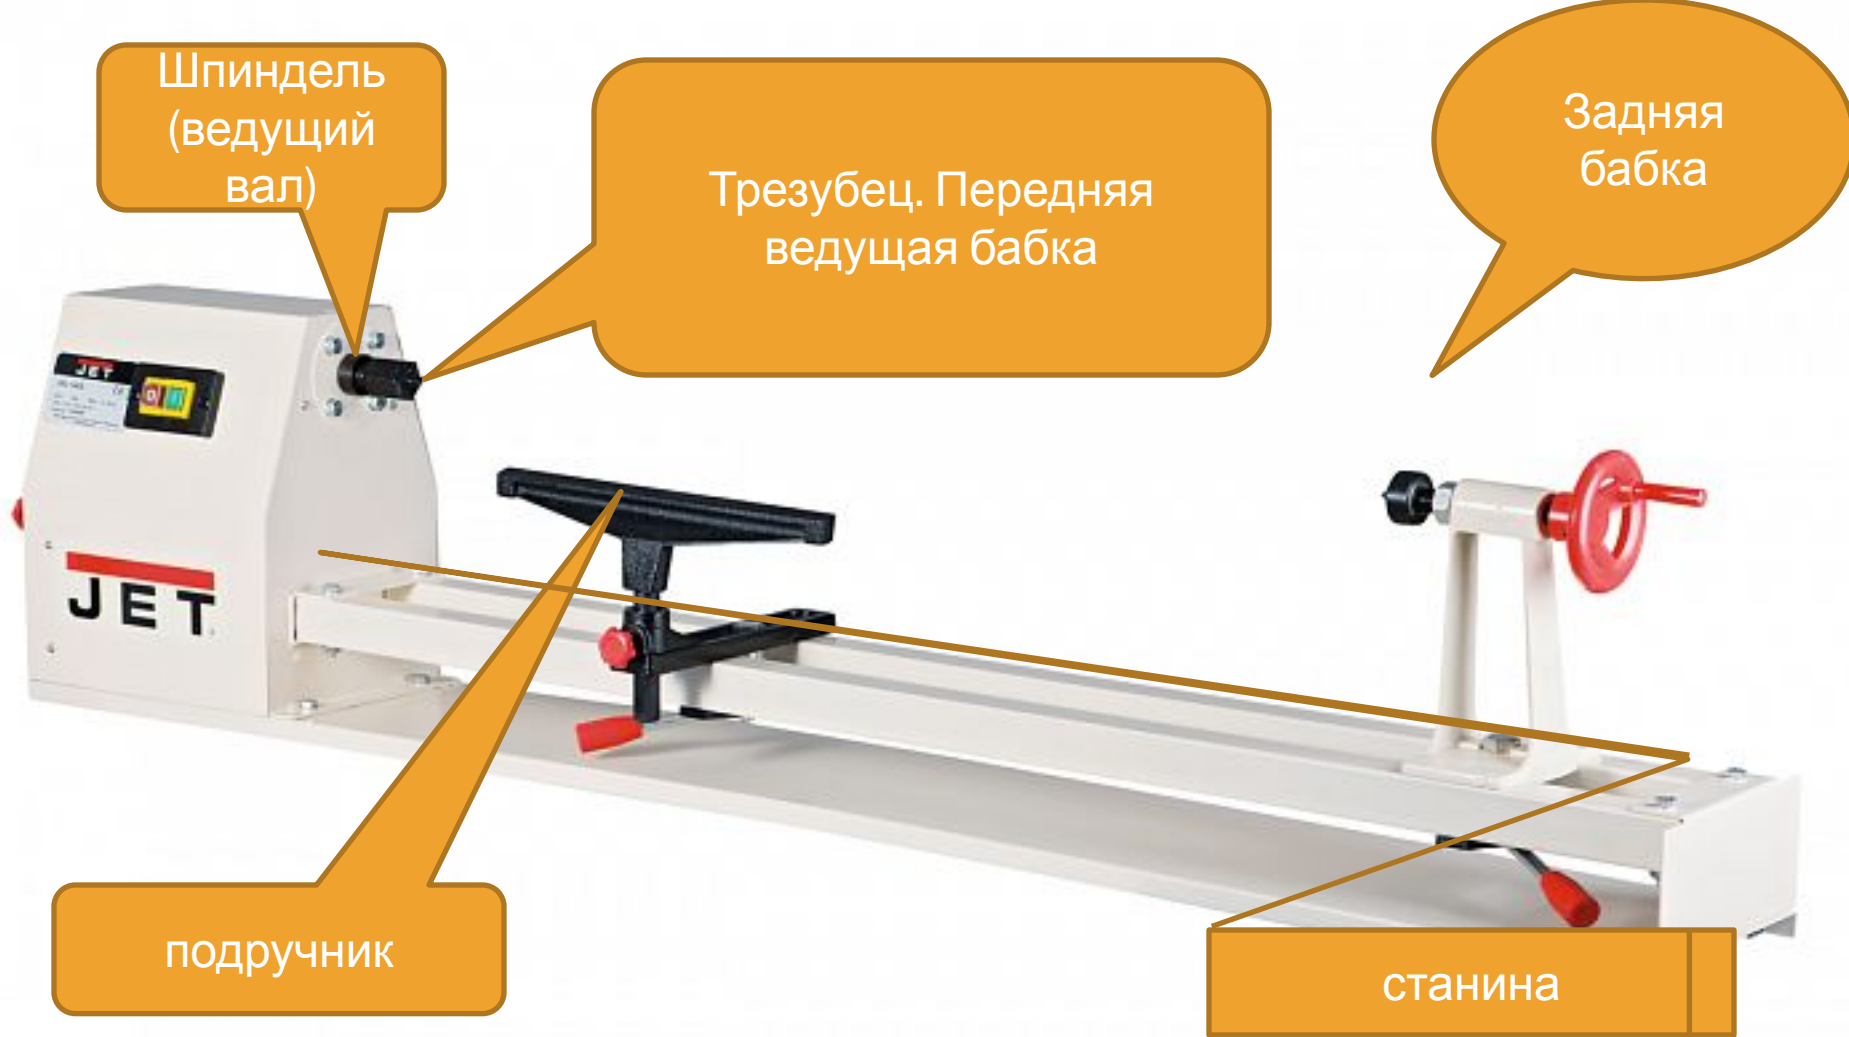 Шпиндель
(ведущий
вал)
Трезубец. Передняя
ведущая бабка
Задняя
бабка
JET
JET
подручник
станина